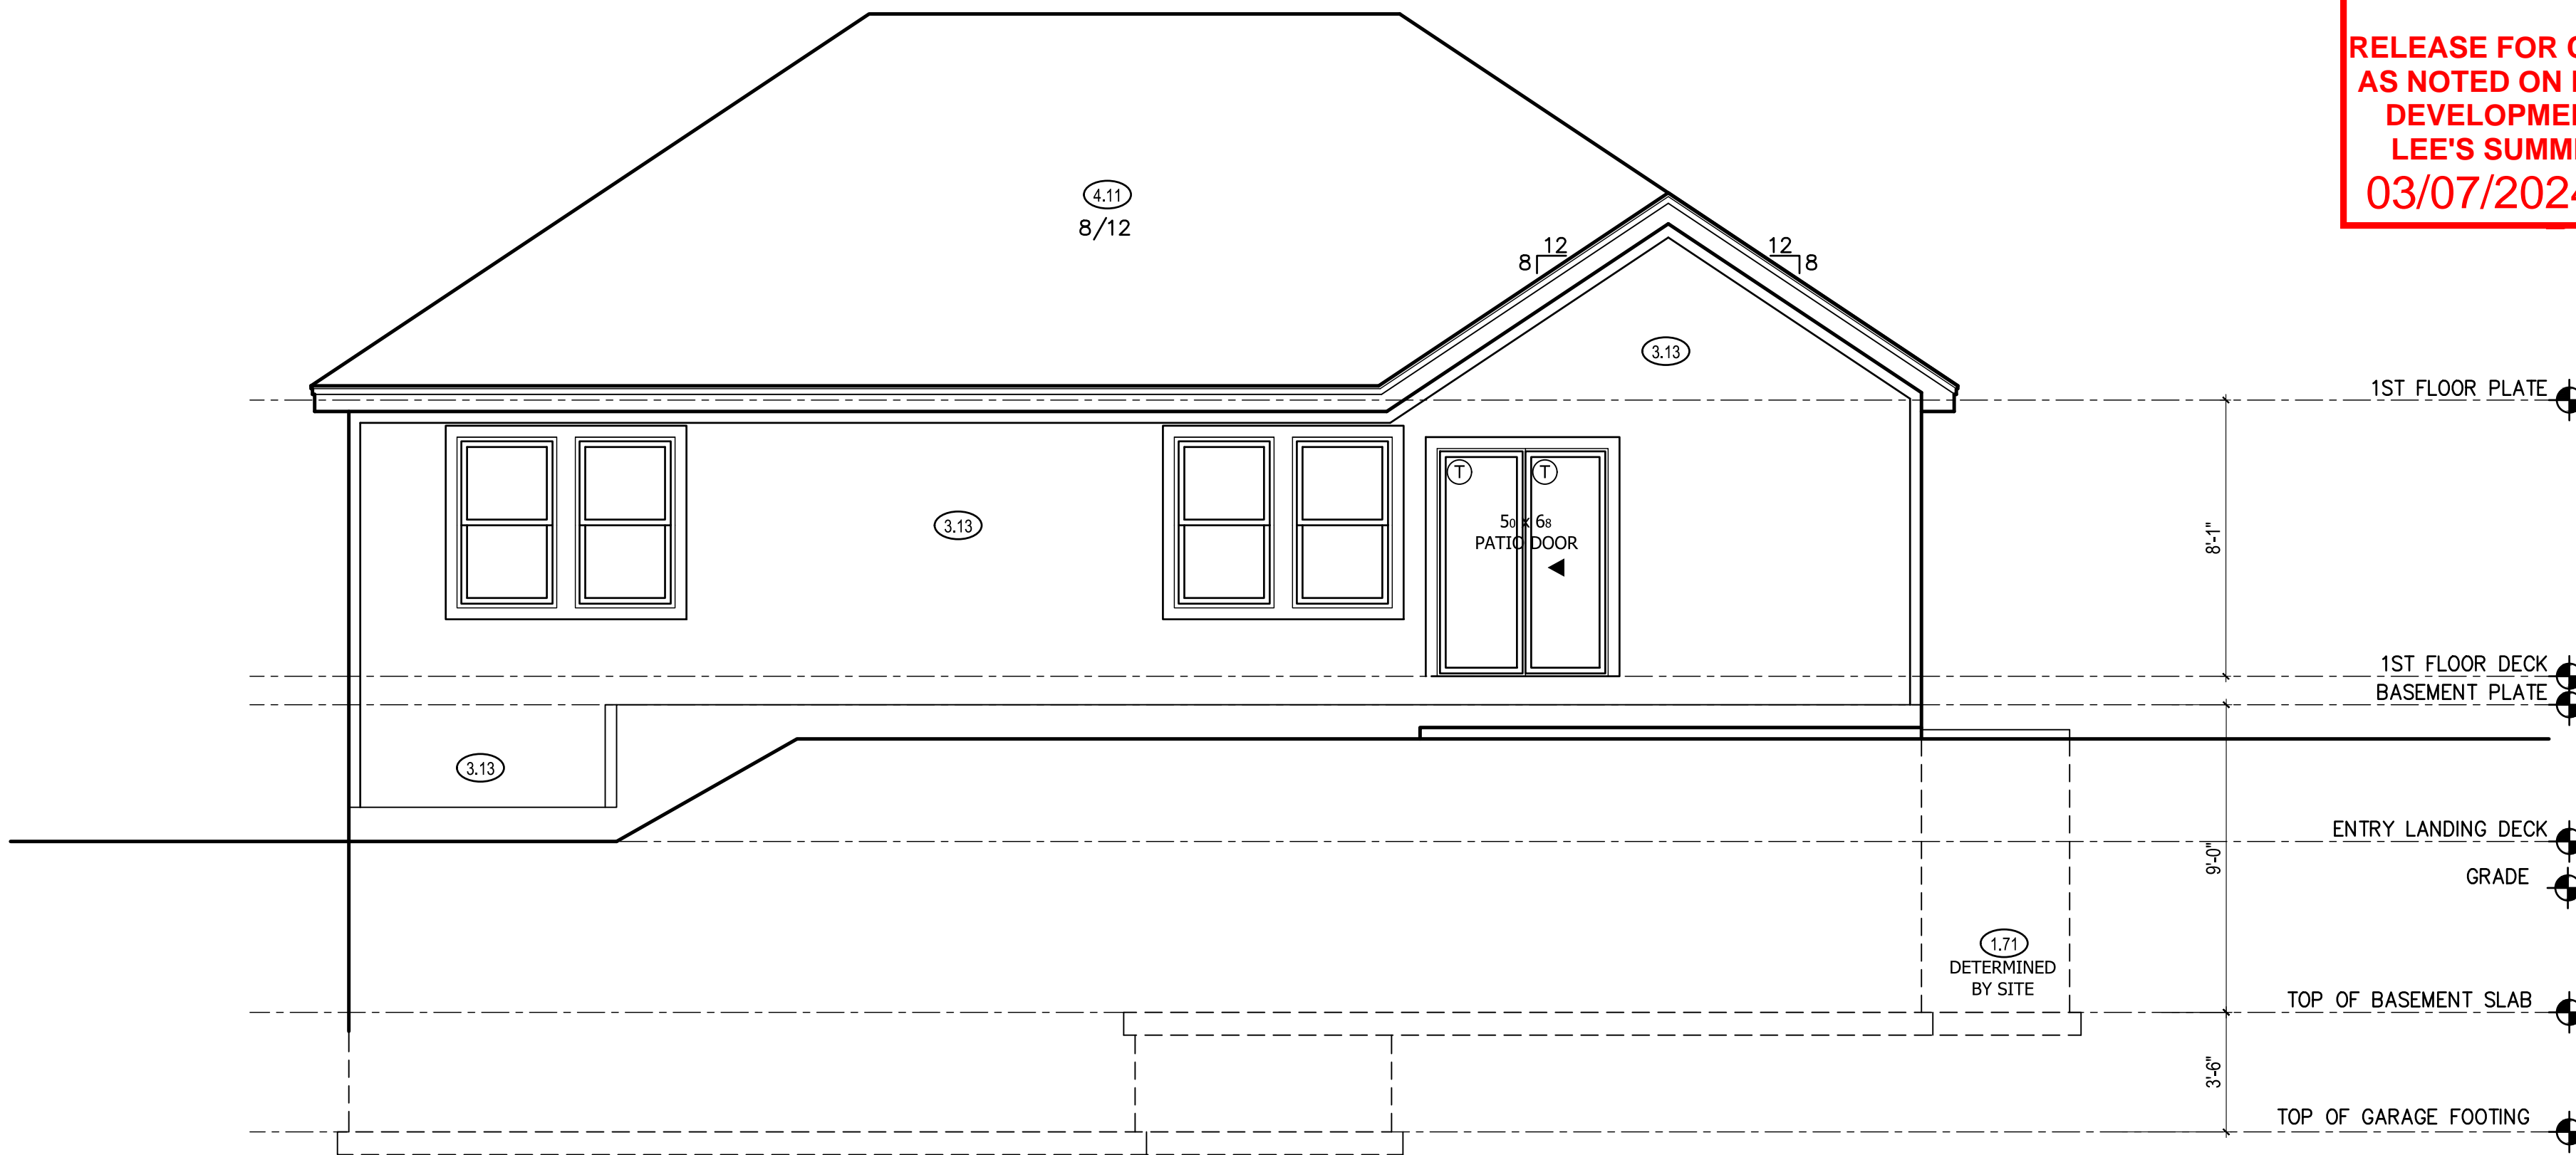 RELEASE FOR
AS NOTED ON
DEVELOPME
LEE'S SUMM
03/07/2024
4.11
8/12
12
8
12
8
3.13
1ST FLOOR PLATE
T
T
3.13
50 x 68
PATIO DOOR
8'-1"
1ST FLOOR DECK
BASEMENT PLATE
3.13
ENTRY LANDING DECK
9'-0"
GRADE
1.71
DETERMINED
BY SITE
TOP OF BASEMENT SLAB
3'-6"
TOP OF GARAGE FOOTING